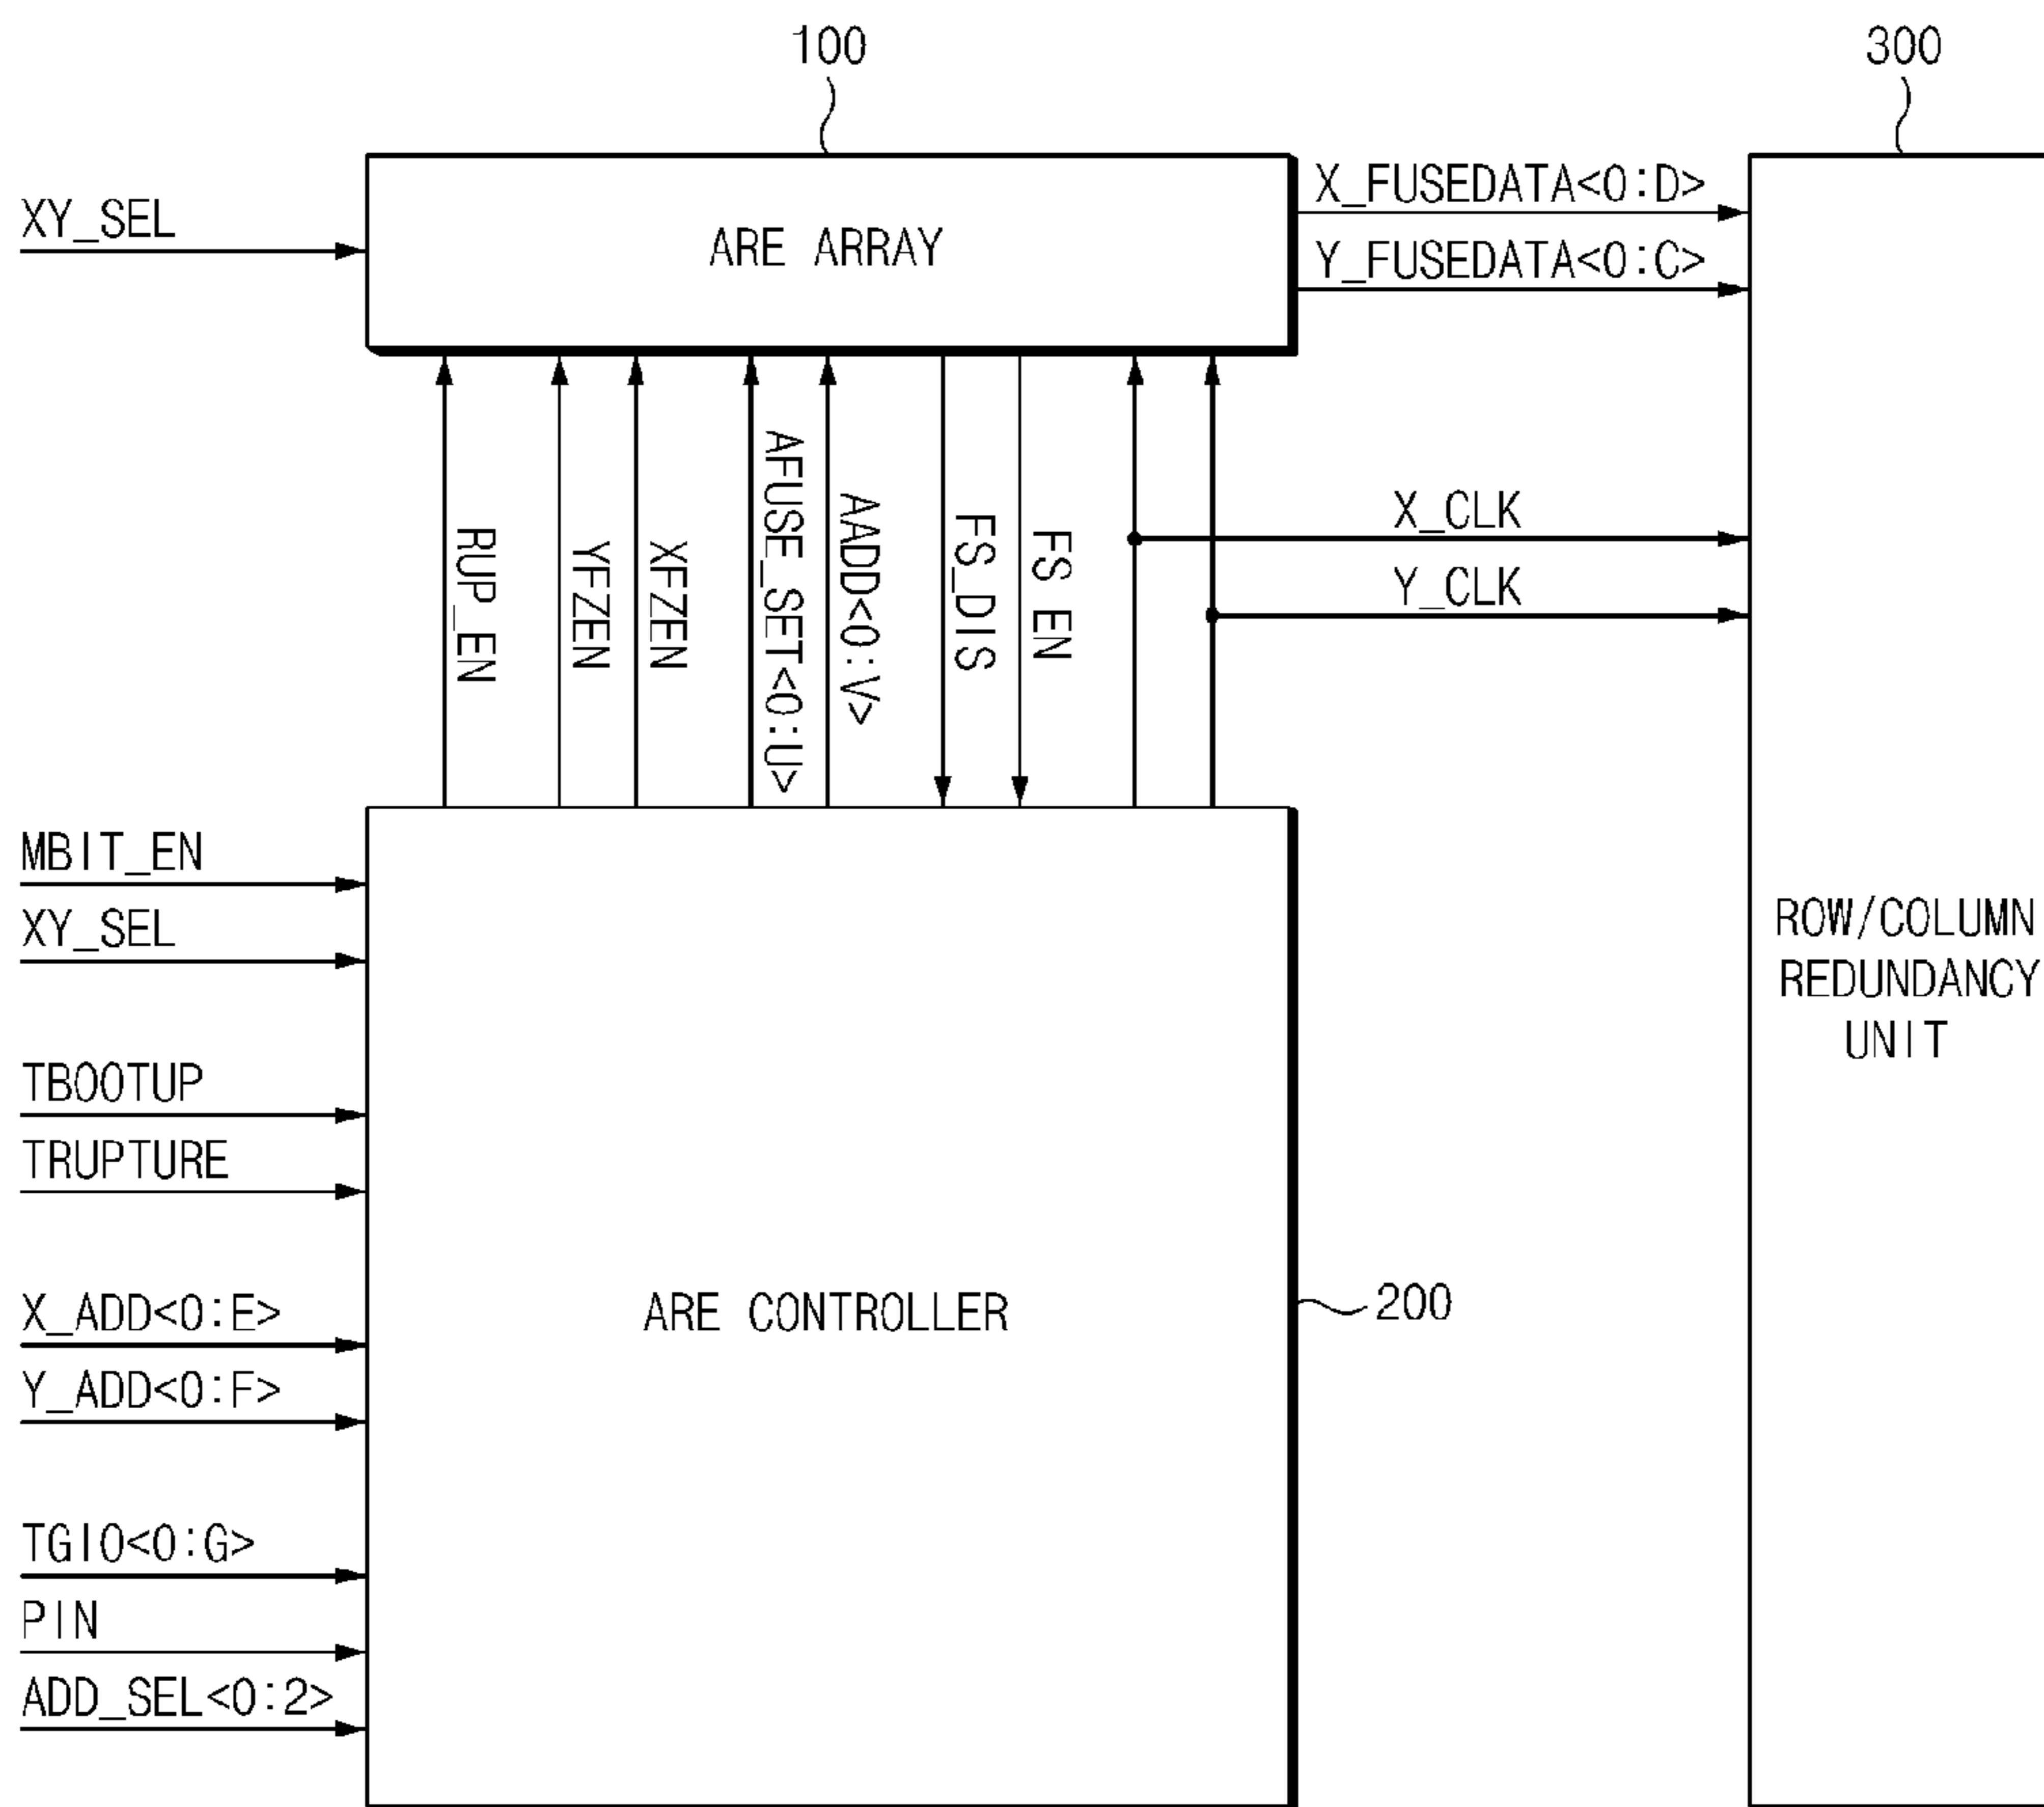 100
300
XY_SEL
ARE ARRAY
X_FUSEDATA<0:D>
Y_FUSEDATA<0:C>
RUP_EN
YFZEN
XFZEN
AFUSE_SET<0:U>
AADD<0:V>
FS_DIS
FS_EN
X_CLK
Y_CLK
MBIT_EN
XY_SEL
TBOOTUP
TRUPTURE
X_ADD<0:E>
Y_ADD<0:F>
TGIO<0:G>
PIN
ADD_SEL<0:2>
ARE CONTROLLER
200
ROW/COLUMN
REDUNDANCY
UNIT